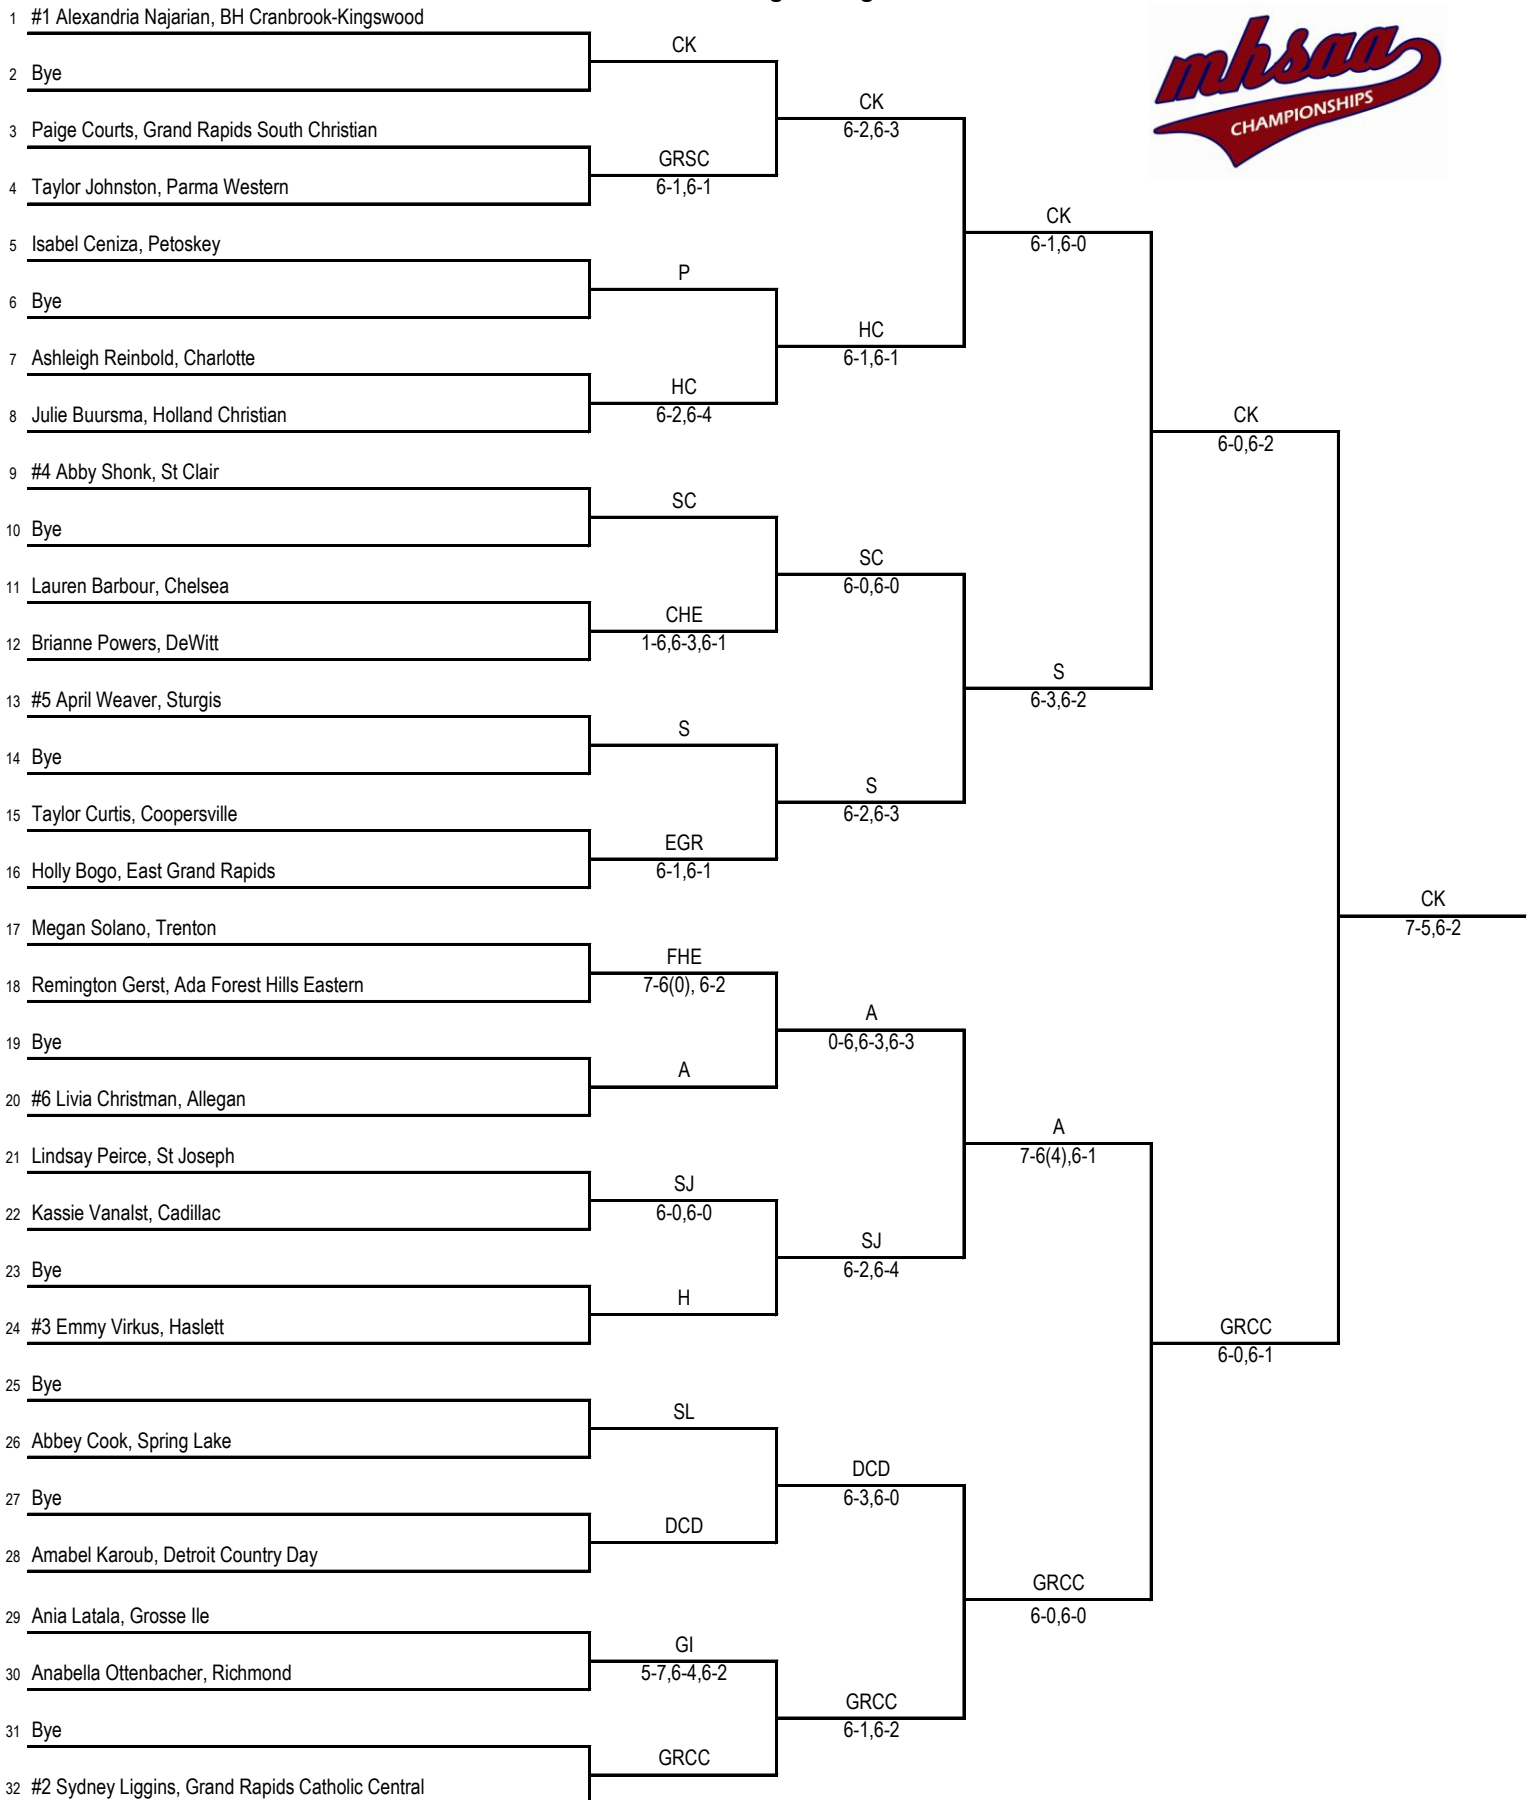 mhsaa
CHAMPIONSHIPS
1 #1 Alexandria Najarian, BH Cranbrook-Kingswood
CK
2 Bye
CK
6-2,6-3
3 Paige Courts, Grand Rapids South Christian
GRSC
6-1,6-1
4 Taylor Johnston, Parma Western
CK
6-1,6-0
5 Isabel Ceniza, Petoskey
P
6 Bye
HC
6-1,6-1
7 Ashleigh Reinbold, Charlotte
HC
6-2,6-4
8 Julie Buursma, Holland Christian
CK
6-0,6-2
9 #4 Abby Shonk, St Clair
SC
10 Bye
SC
6-0,6-0
11 Lauren Barbour, Chelsea
CHE
1-6,6-3,6-1
12 Brianne Powers, DeWitt
S
6-3,6-2
13 #5 April Weaver, Sturgis
S
14 Bye
S
6-2,6-3
15 Taylor Curtis, Coopersville
EGR
6-1,6-1
16 Holly Bogo, East Grand Rapids
CK
7-5,6-2
17 Megan Solano, Trenton
FHE
7-6(0), 6-2
18 Remington Gerst, Ada Forest Hills Eastern
A
0-6,6-3,6-3
19 Bye
A
20 #6 Livia Christman, Allegan
A
7-6(4),6-1
21 Lindsay Peirce, St Joseph
SJ
6-0,6-0
22 Kassie Vanalst, Cadillac
SJ
6-2,6-4
23 Bye
H
24 #3 Emmy Virkus, Haslett
GRCC
6-0,6-1
25 Bye
SL
26 Abbey Cook, Spring Lake
DCD
6-3,6-0
27 Bye
DCD
28 Amabel Karoub, Detroit Country Day
GRCC
6-0,6-0
29 Ania Latala, Grosse Ile
GI
5-7,6-4,6-2
30 Anabella Ottenbacher, Richmond
GRCC
6-1,6-2
31 Bye
GRCC
32 #2 Sydney Liggins, Grand Rapids Catholic Central